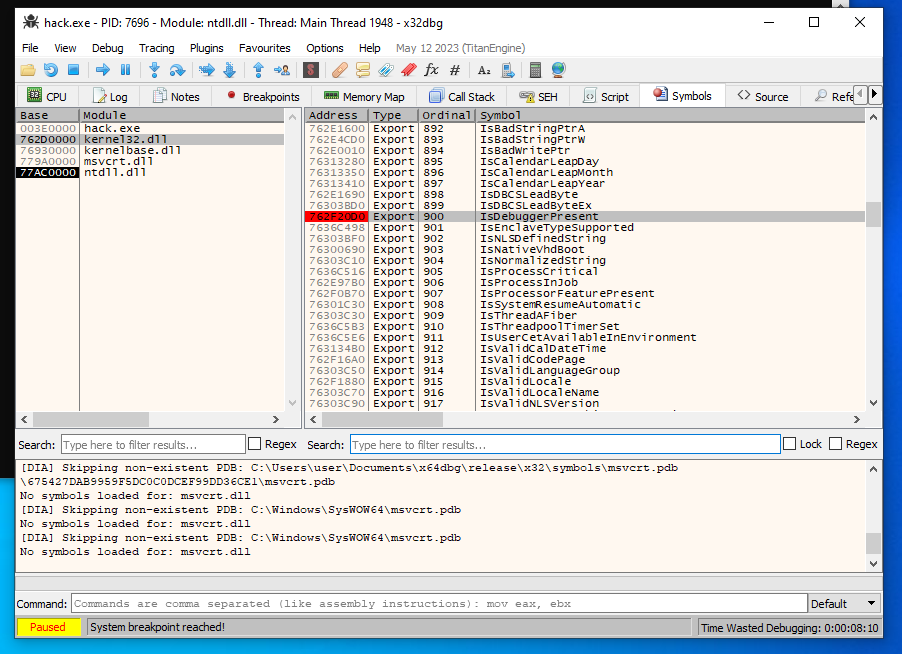 hack.exe - PID: 7696 - Module: ntdll.dll - Thread: Main Thread 1948 - x32dbg
File View Debug Tracing Plugins Favourites Options Help May 12 2023 (TitanEngine)
CPU Log Notes Breakpoints Memory Map Call Stack SEH Script Symbols Source Refe
Base Module
003E0000 hack.exe
762D0000 kernel32.dll
76930000 kernelbase.dll
779A0000 msvcrt.dll
77AC0000 ntdll.dll
Address Type Ordinal Symbol
762E1600 Export 892 IsBadStringPtrA
762E4CD0 Export 893 IsBadStringPtrW
762E0010 Export 894 IsBadWritePtr
76313280 Export 895 IsCalendarLeapDay
76313350 Export 896 IsCalendarLeapMonth
76313410 Export 897 IsCalendarLeapYear
762E1690 Export 898 IsDBCSLeadByte
76303BD0 Export 899 IsDBCSLeadByteEx
762F20D0 Export 900 IsDebuggerPresent
7636C498 Export 901 IsEnclaveTypeSupported
76303BF0 Export 902 IsNLSDefinedString
76300690 Export 903 IsNativeVhdBoot
76303C10 Export 904 IsNormalizedString
7636C516 Export 905 IsProcessCritical
762E97B0 Export 906 IsProcessInJob
762F0B70 Export 907 IsProcessorFeaturePresent
76301C30 Export 908 IsSystemResumeAutomatic
76303C30 Export 909 IsThreadAFiber
7636C5B3 Export 910 IsThreadpoolTimerSet
7636C5E6 Export 911 IsUserCetAvailableInEnvironment
763134B0 Export 912 IsValidCalDateTime
762F16A0 Export 913 IsValidCodePage
76303C50 Export 914 IsValidLanguageGroup
762F1880 Export 915 IsValidLocale
76303C70 Export 916 IsValidLocaleName
76303C90 Export 917 IsValidNLSVersion
Search: Type here to filter results... Regex Search: Type here to filter results... Lock Regex
[DIA] Skipping non-existent PDB: C:\Users\user\Documents\x64dbg\release\x32\symbols\msvcrt.pdb
\675427DAB9959F5DC0C0DCEF99DD36CE1\msvcrt.pdb
No symbols loaded for: msvcrt.dll
[DIA] Skipping non-existent PDB: C:\Windows\SysWOW64\msvcrt.pdb
No symbols loaded for: msvcrt.dll
[DIA] Skipping non-existent PDB: C:\Windows\SysWOW64\msvcrt.pdb
No symbols loaded for: msvcrt.dll
Command: Commands are comma separated (like assembly instructions): mov eax, ebx Default
Paused System breakpoint reached! Time Wasted Debugging: 0:00:08:10